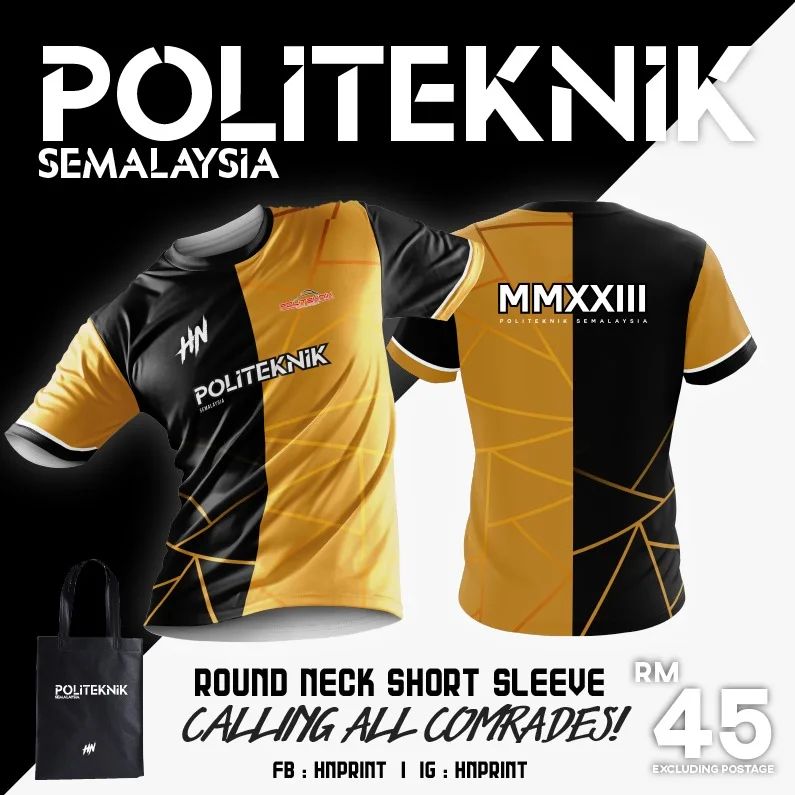 POLiTEKNiK
SEMALAYSiA
HN
POLITEKNIK
POLiTEKNiK
SEMALAYSIA
MMXXIII
POLITEKNIK SEMALAYSIA
POLiTEKNiK
SEMALAYSIA
HN
ROUND NECK SHORT SLEEVE
CALLING ALL COMRADES!
FB : HNPRINT I IG : HNPRINT
RM
45
EXCLUDING POSTAGE